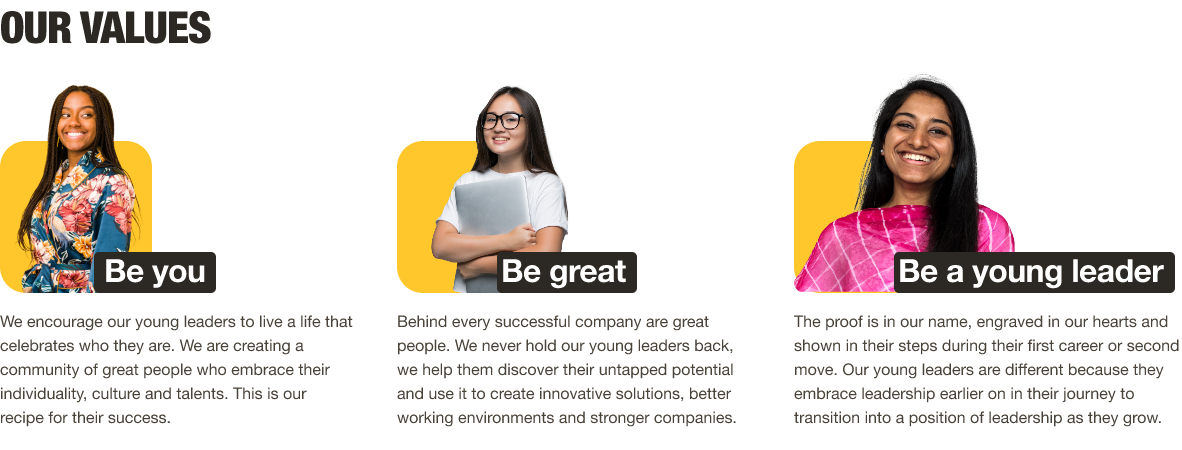 OUR VALUES
Be you
We encourage our young leaders to live a life that
celebrates who they are. We are creating a
community of great people who embrace their
individuality, culture and talents. This is our
recipe for their success.
Be great
Behind every successful company are great
people. We never hold our young leaders back,
we help them discover their untapped potential
and use it to create innovative solutions, better
working environments and stronger companies.
Be a young leader
The proof is in our name, engraved in our hearts and
shown in their steps during their first career or second
move. Our young leaders are different because they
embrace leadership earlier on in their journey to
transition into a position of leadership as they grow.